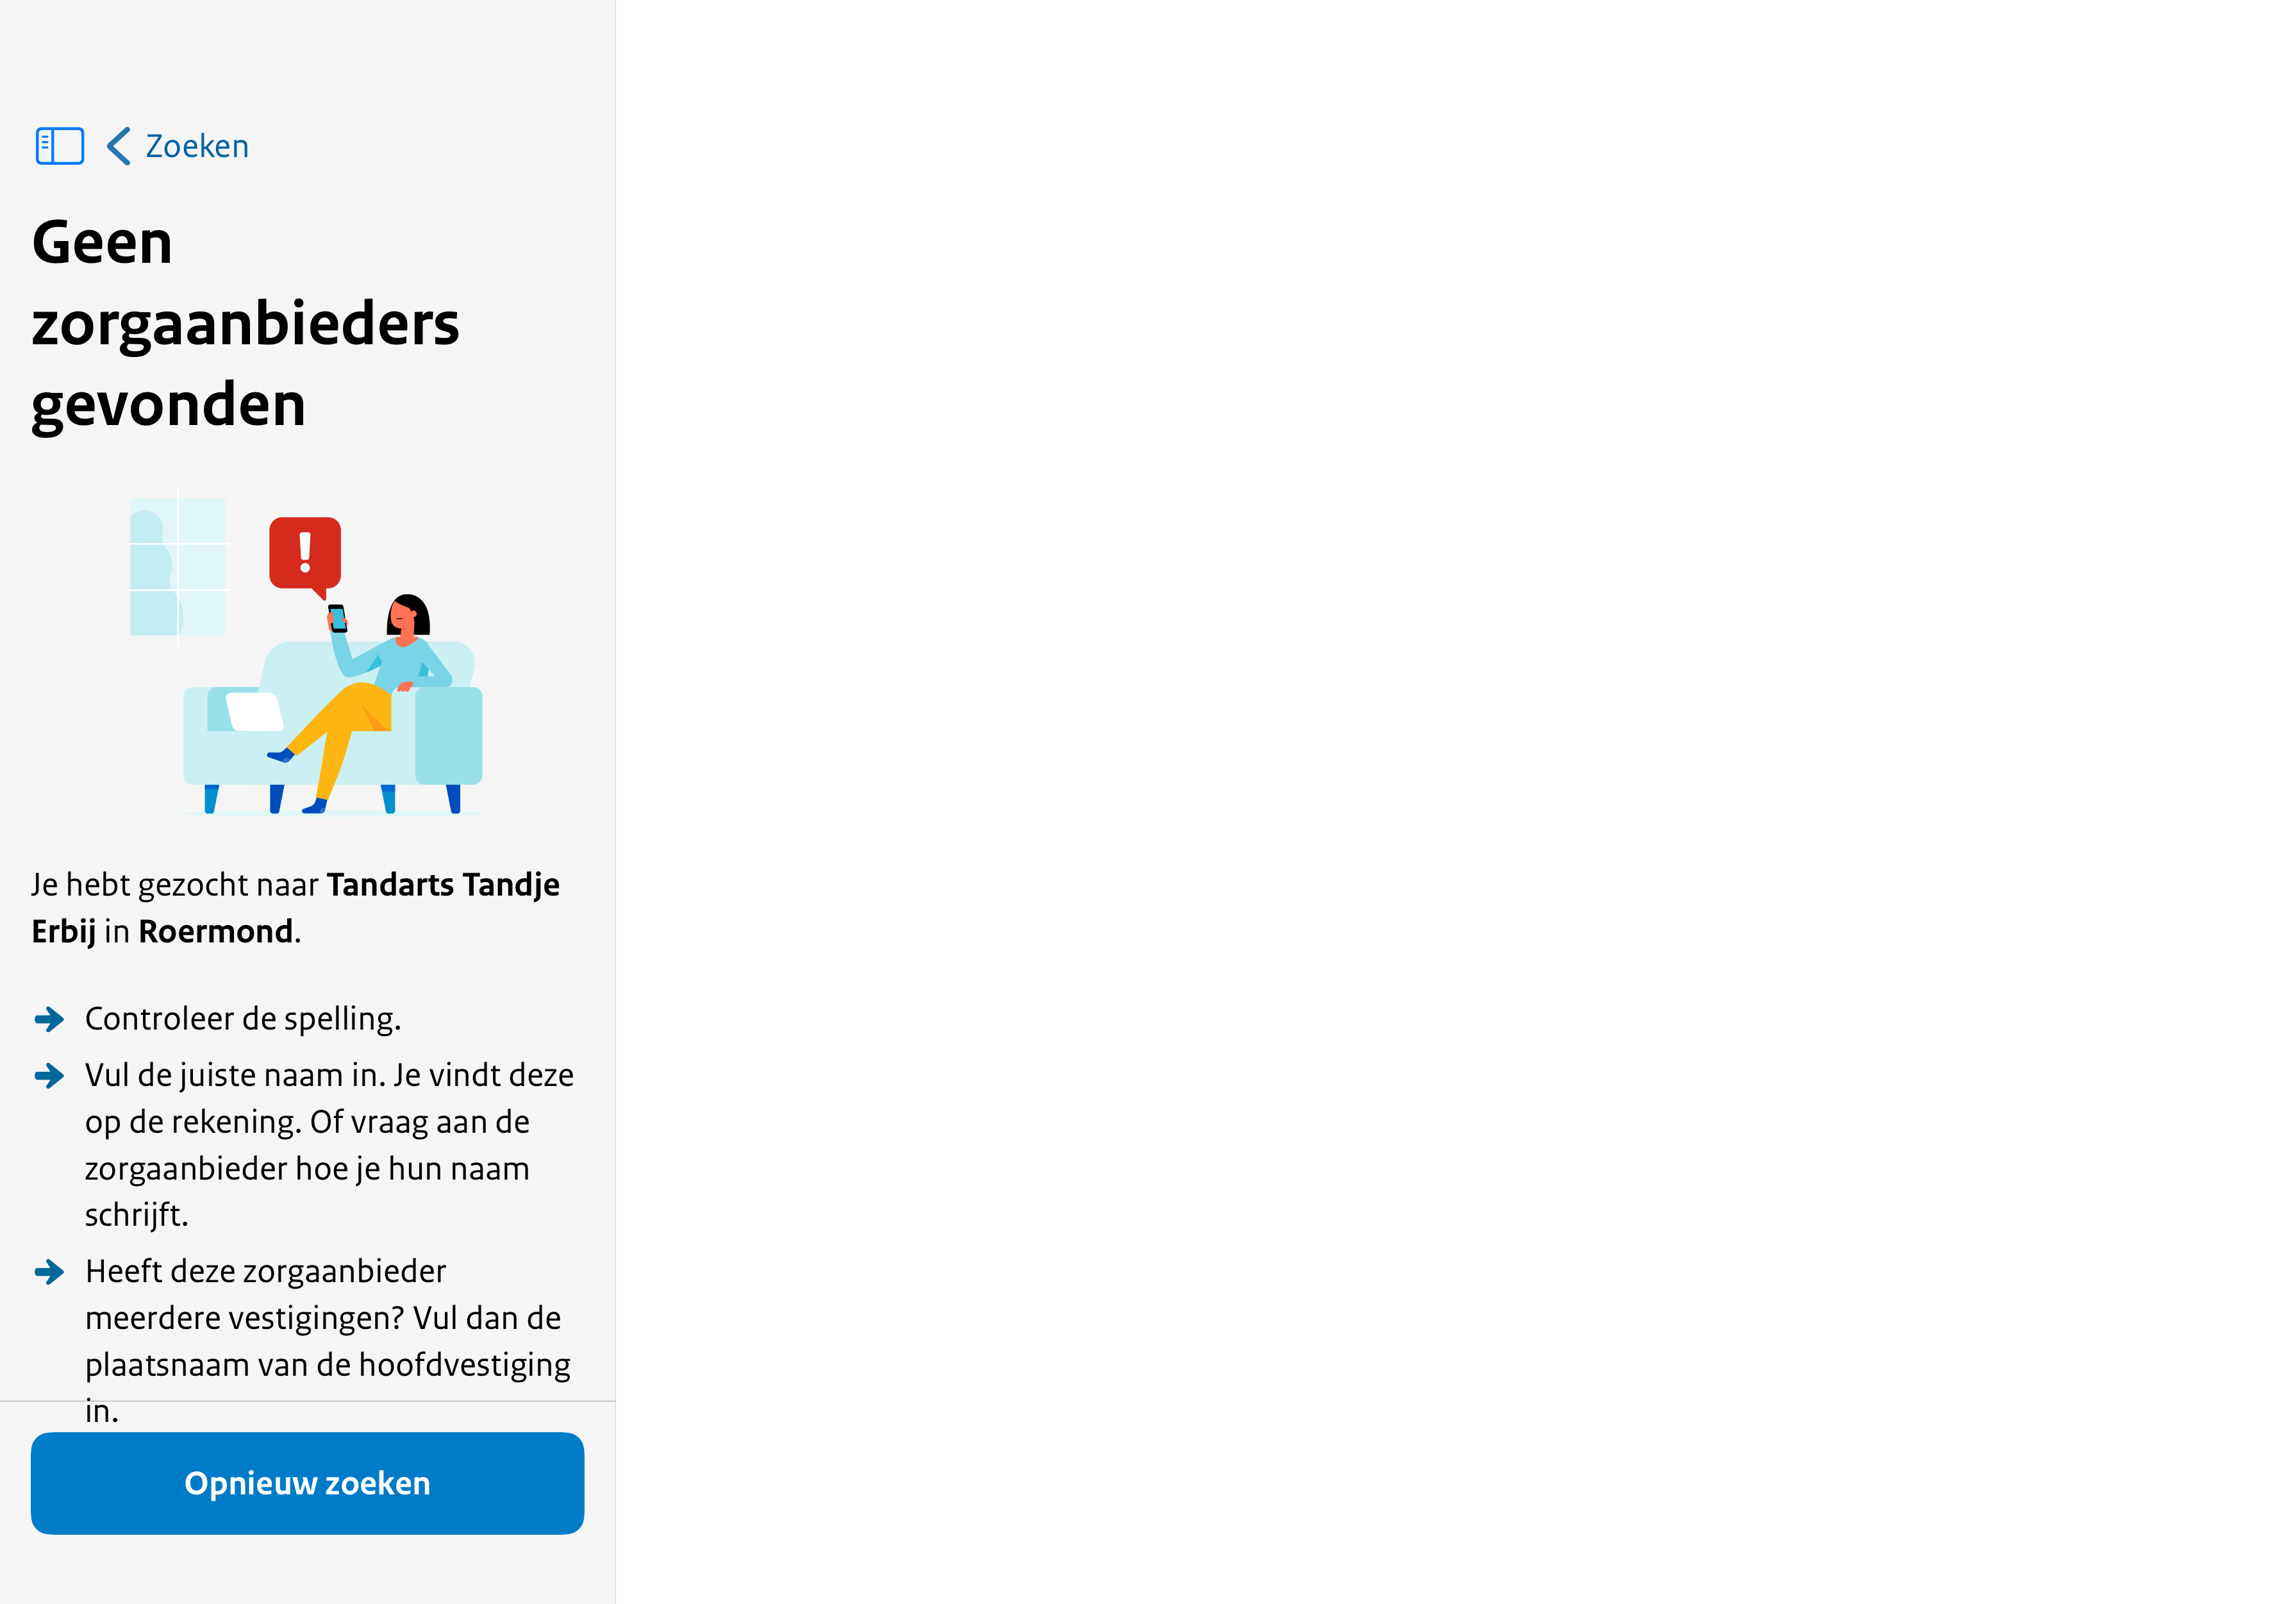 Zoeken
Geen
zorgaanbieders
gevonden
!
Je hebt gezocht naar Tandarts Tandje
Erbij in Roermond.
Controleer de spelling.
Vul de juiste naam in. Je vindt deze
op de rekening. Of vraag aan de
zorgaanbieder hoe je hun naam
schrijft.
Heeft deze zorgaanbieder
meerdere vestigingen? Vul dan de
plaatsnaam van de hoofdvestiging
in.
Opnieuw zoeken